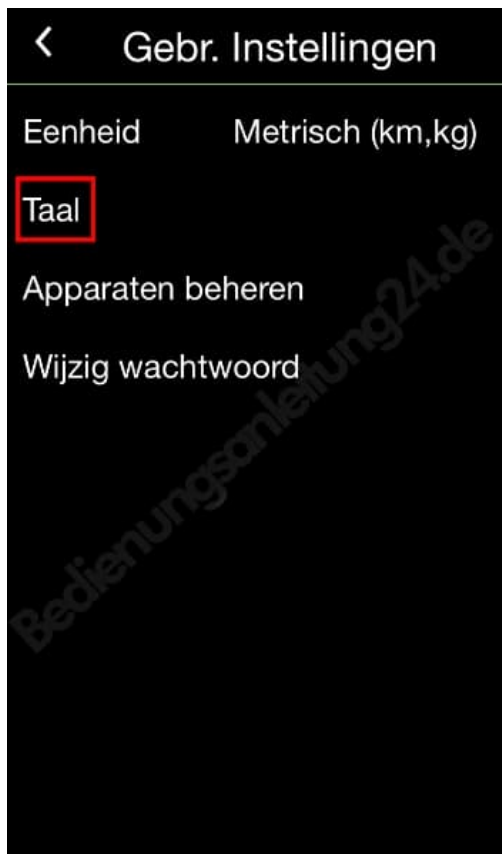 Gebr. Instellingen
Eenheid Metrisch (km,kg)
Taal
Apparaten beheren
Wijzig wachtwoord
Bedienungsanleitung24.de